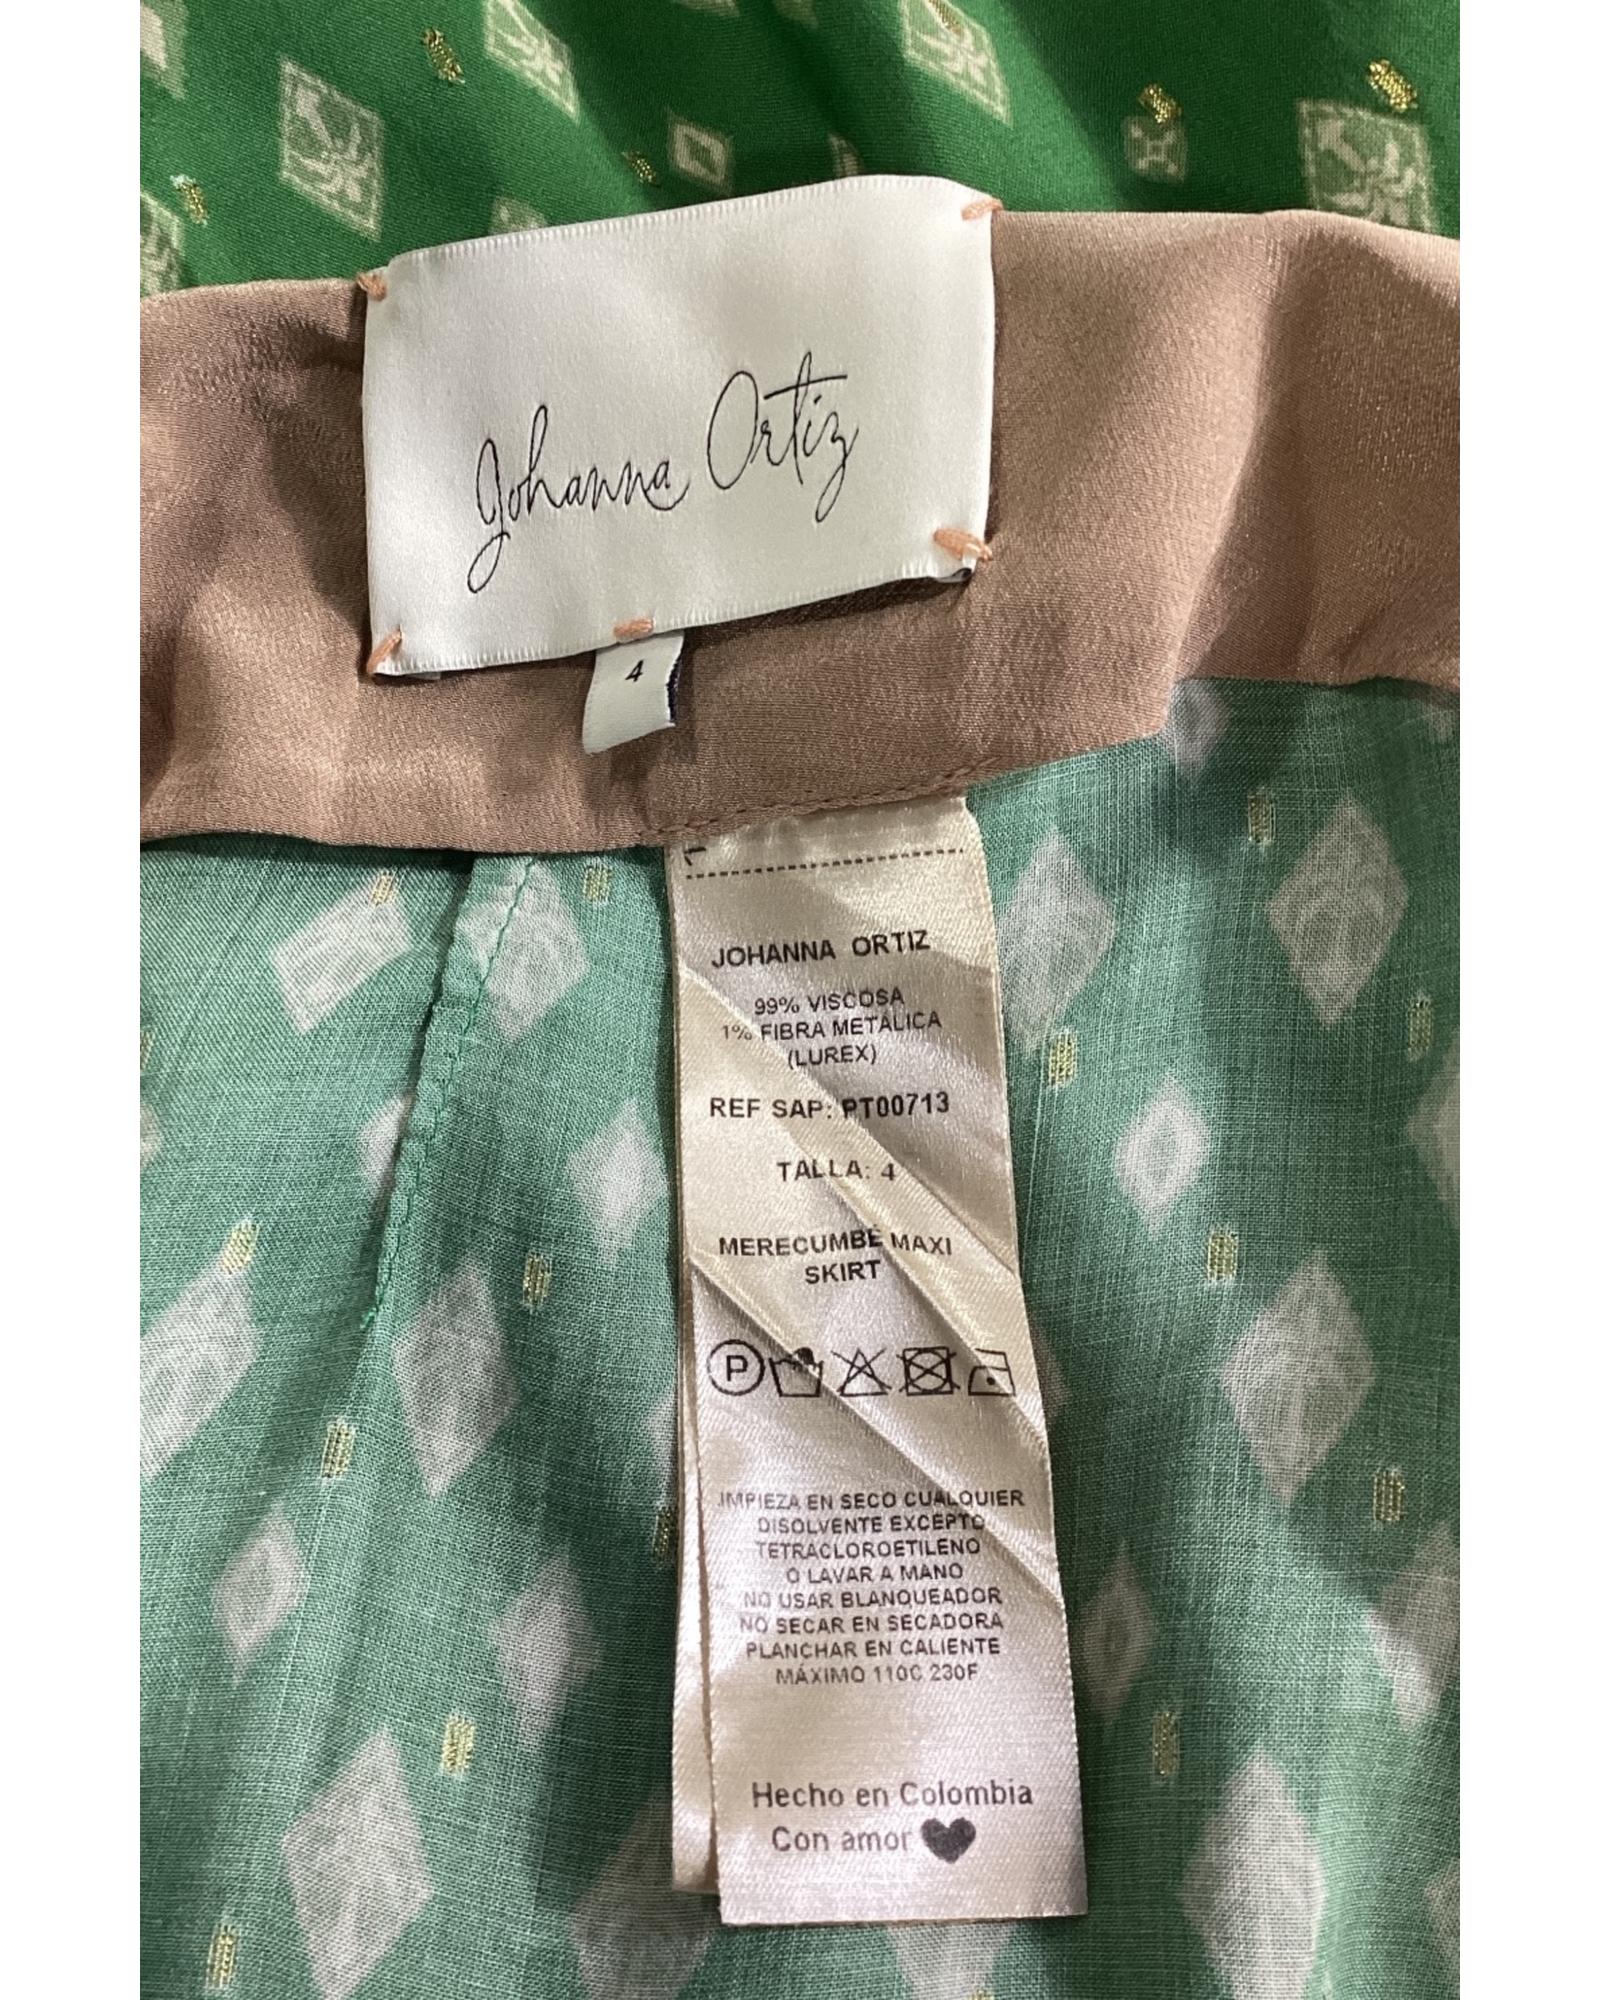 Johanna Ortiz
4
JOHANNA ORTIZ
99% VISCOSA
1% FIBRA METÁLICA
(LUREX)
REF SAP: PT00713
TALLA: 4
MERECUMBÉ MAXI
SKIRT
P
IMPIEZA EN SECO CUALQUIER
DISOLVENTE EXCEPTO
TETRACLOROETILENO
O LAVAR A MANO
NO USAR BLANQUEADOR
NO SECAR EN SECADORA
PLANCHAR EN CALIENTE
MÁXIMO 110C 230F
Hecho en Colombia
Con amor